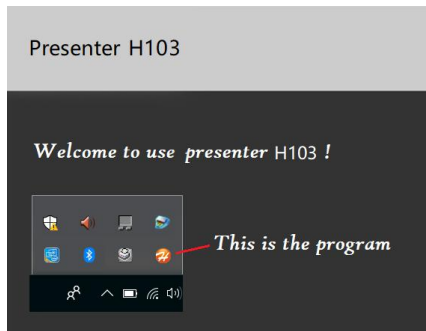 Presenter H103
Welcome to use presenter H103 !
This is the program